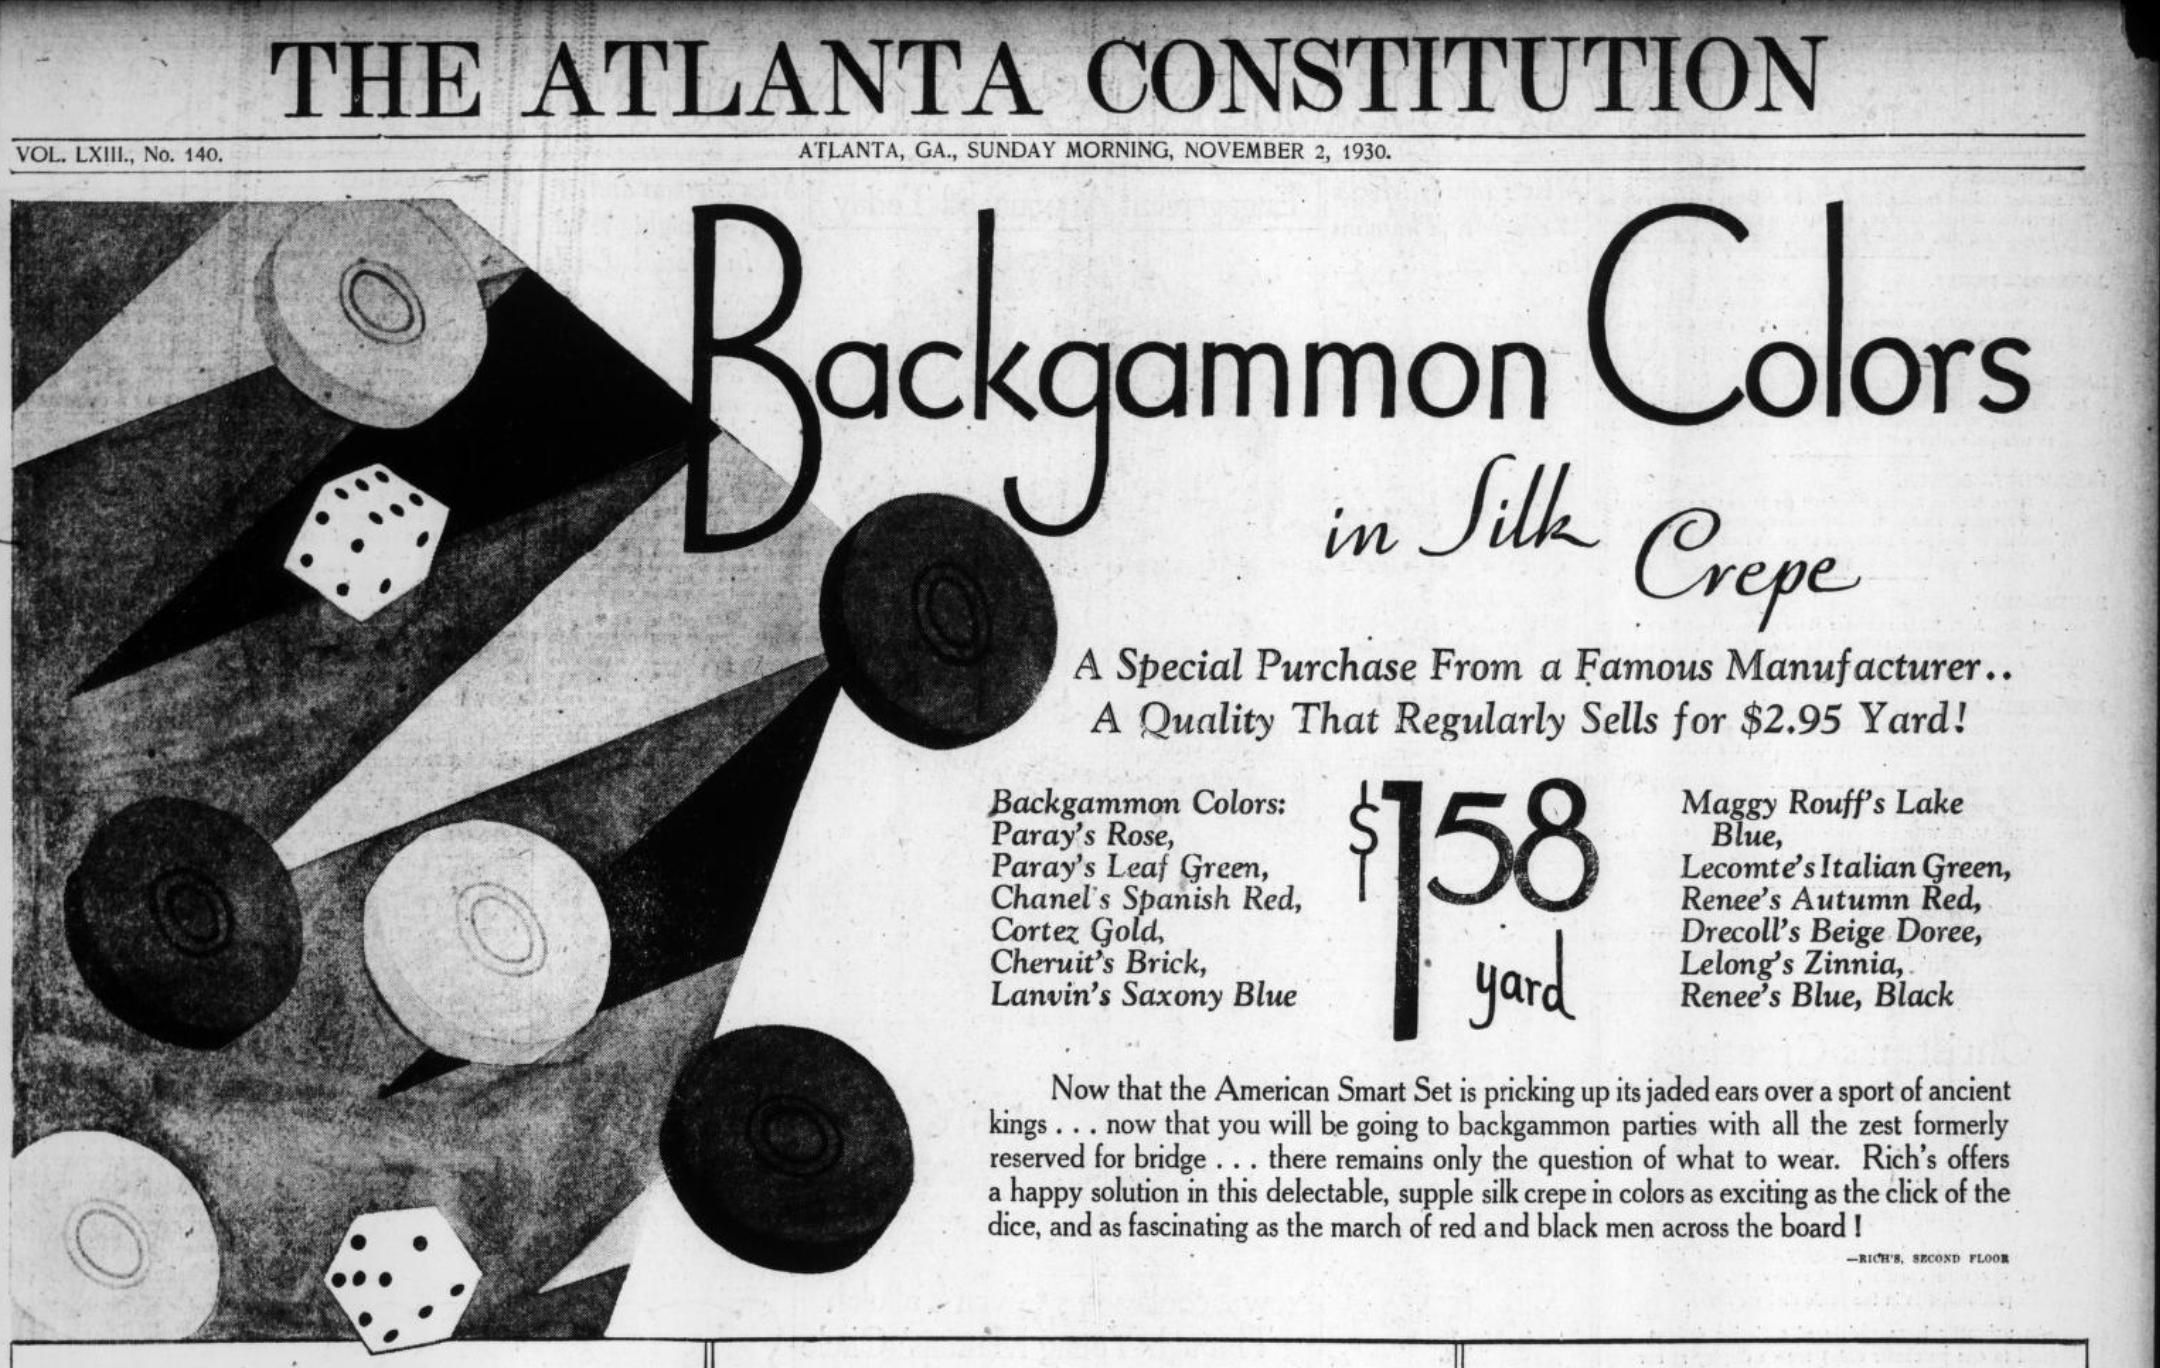 THE ATLANTA CONSTITUTION
VOL. LXIII., No. 140.
ATLANTA, GA., SUNDAY MORNING, NOVEMBER 2, 1930.
Backgammon Colors
in Silk
Crepe
A Special Purchase From a Famous Manufacturer..
A Quality That Regularly Sells for $2.95 Yard!
Backgammon Colors:
Paray's Rose,
Paray's Leaf Green,
Chanel's Spanish Red,
Cortez Gold,
Cheruit's Brick,
Lanvin's Saxony Blue
$1 58
yard
Maggy Rouff's Lake
Blue,
Lecomte's Italian Green,
Renee's Autumn Red,
Drecoll's Beige Doree,
Lelong's Zinnia,
Renee's Blue, Black
Now that the American Smart Set is pricking up its jaded ears over a sport of ancient
kings . . . now that you will be going to backgammon parties with all the zest formerly
reserved for bridge . . . there remains only the question of what to wear. Rich's offers
a happy solution in this delectable, supple silk crepe in colors as exciting as the click of the
dice, and as fascinating as the march of red and black men across the board !
—RICH'S, SECOND FLOOR